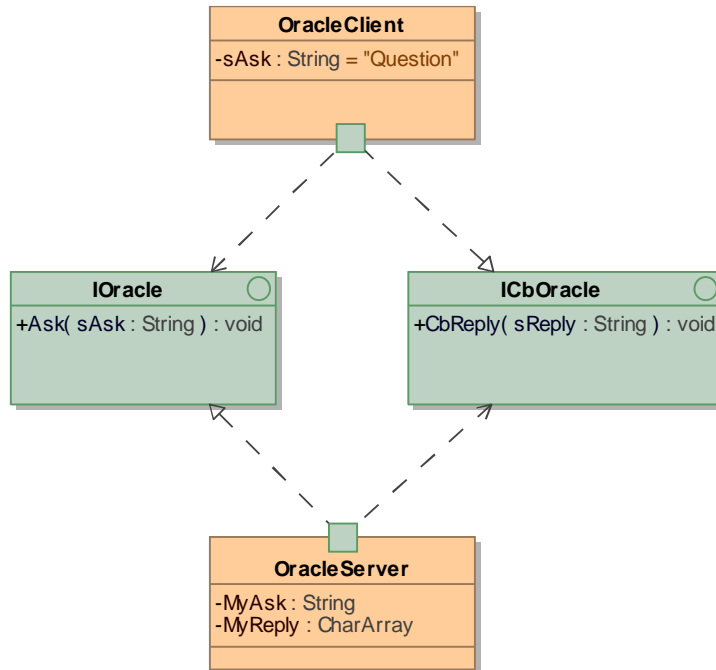 OracleClient
-sAsk : String = "Question"
IOracle
+Ask( sAsk : String ) : void
ICbOracle
+CbReply( sReply : String ) : void
OracleServer
-MyAsk : String
-MyReply : CharArray